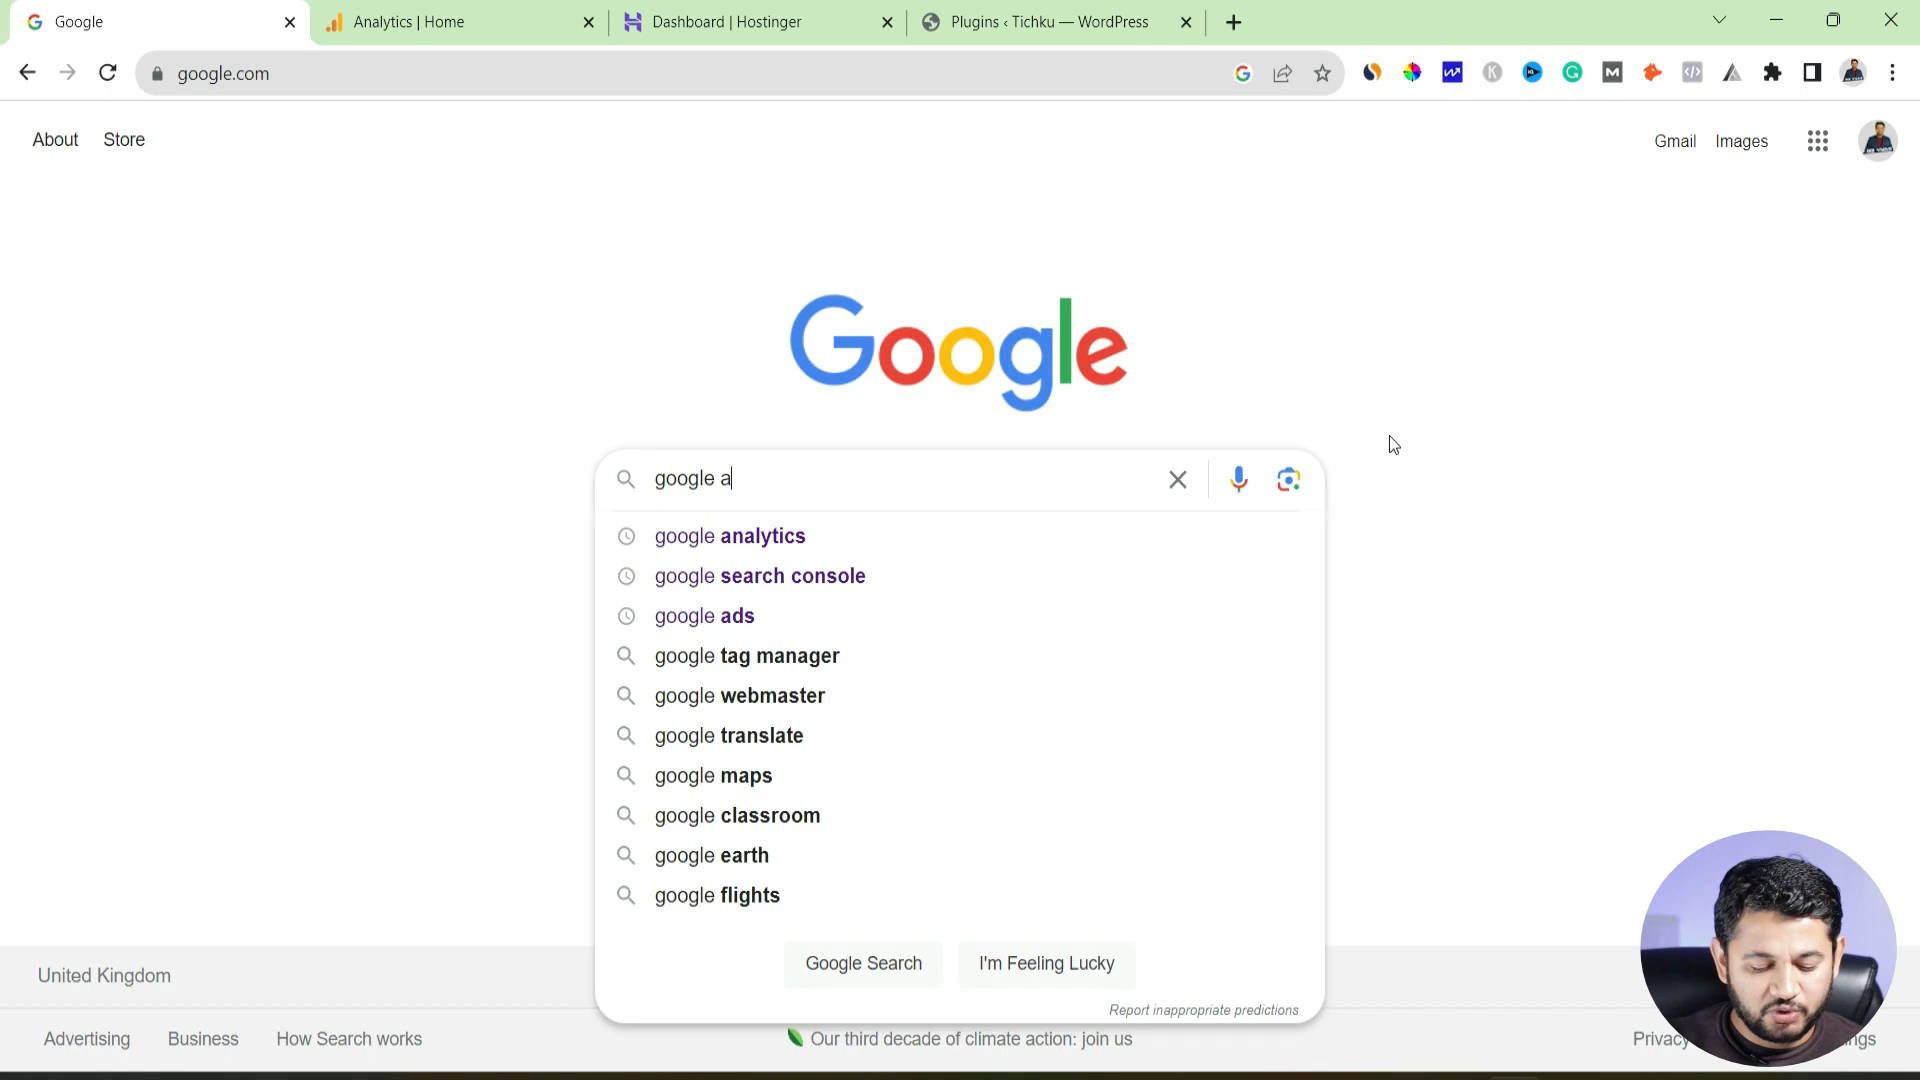 Google
Analytics | Home
Dashboard | Hostinger
Plugins ‹ Tichku — WordPress
google.com
About
Store
Gmail
Images
Google
google a
google analytics
google search console
google ads
google tag manager
google webmaster
google translate
google maps
google classroom
google earth
google flights
Google Search
I'm Feeling Lucky
Report inappropriate predictions
United Kingdom
Advertising
Business
How Search works
Our third decade of climate action: join us
Privacy